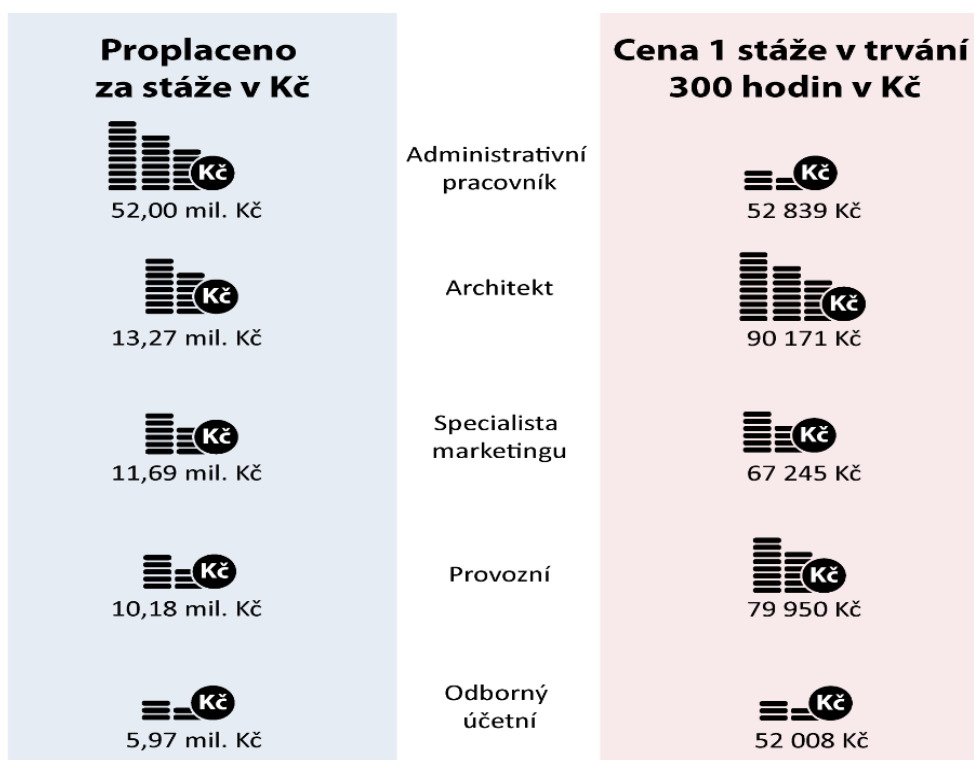 Proplaceno
za stáže v Kč
Cena 1 stáže v trvání
300 hodin v Kč
Kč
52,00 mil. Kč
Administrativní
pracovník
Kč
52 839 Kč
Kč
13,27 mil. Kč
Architekt
Kč
90 171 Kč
Kč
11,69 mil. Kč
Specialista
marketingu
Kč
67 245 Kč
Kč
10,18 mil. Kč
Provozní
Kč
79 950 Kč
Kč
5,97 mil. Kč
Odborný
účetní
Kč
52 008 Kč